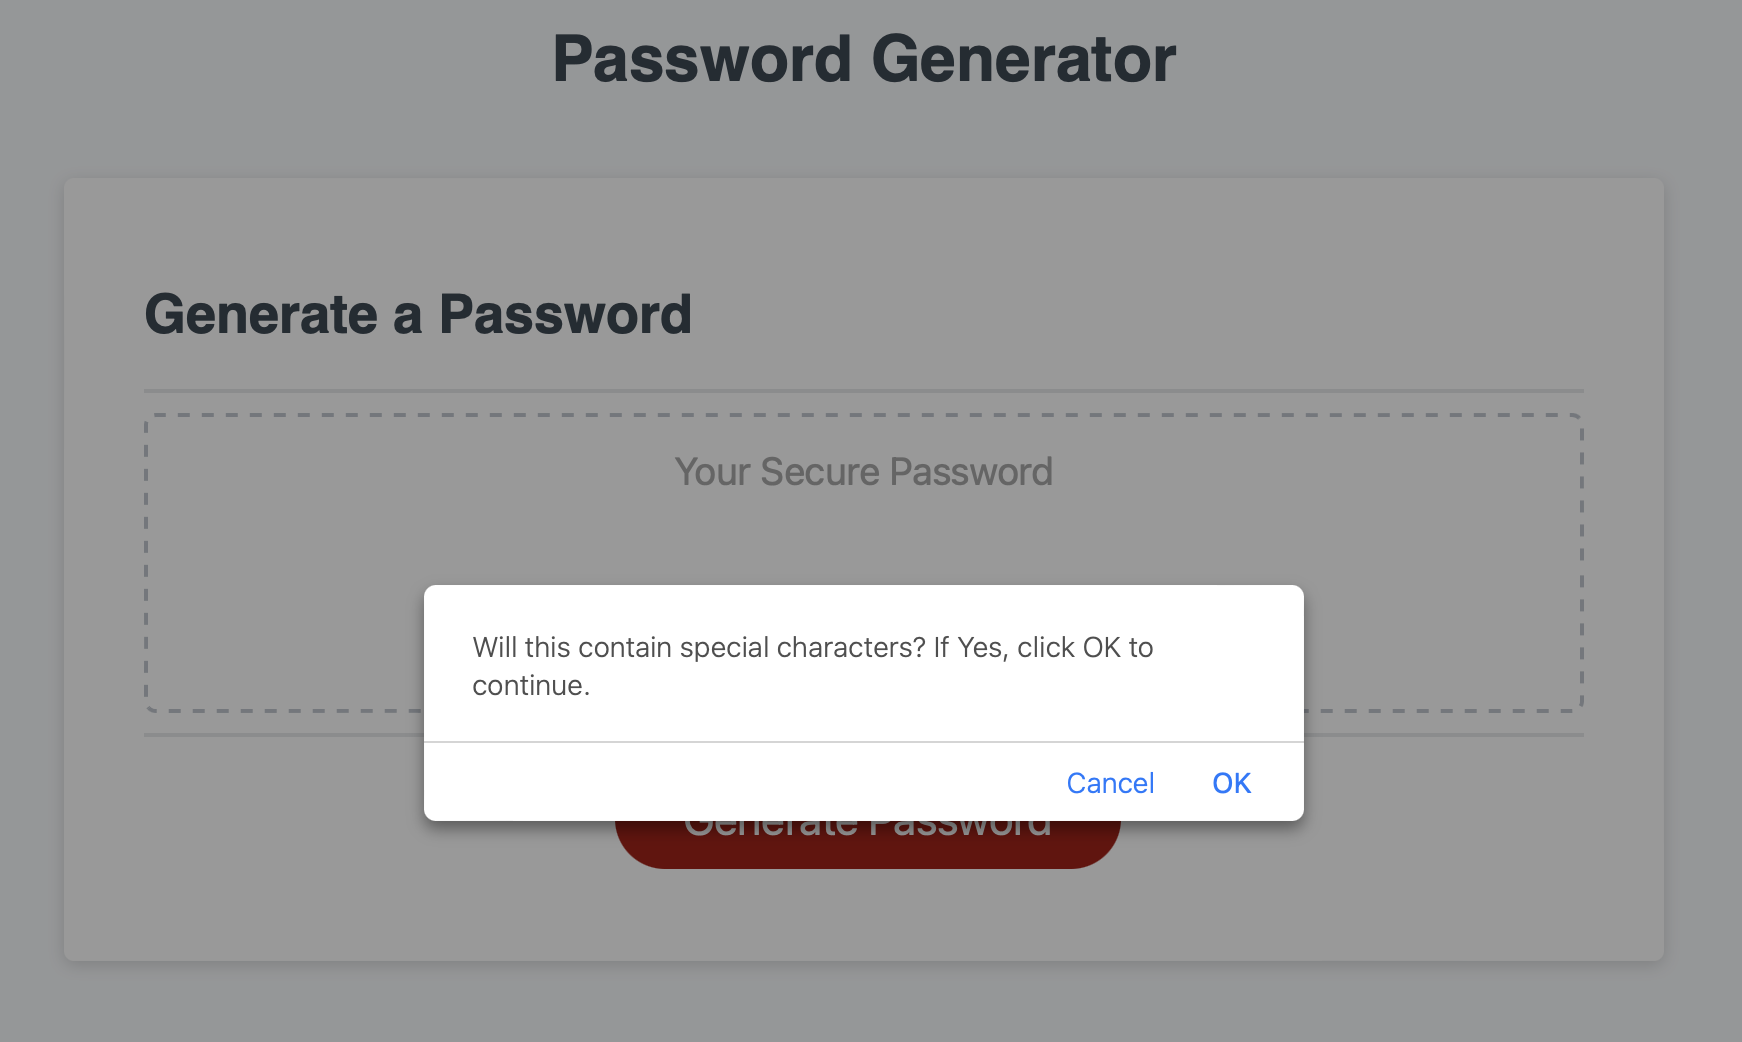 Password Generator
Generate a Password
Your Secure Password
Will this contain special characters? If Yes, click OK to
continue.
Cancel OK
Generate Password